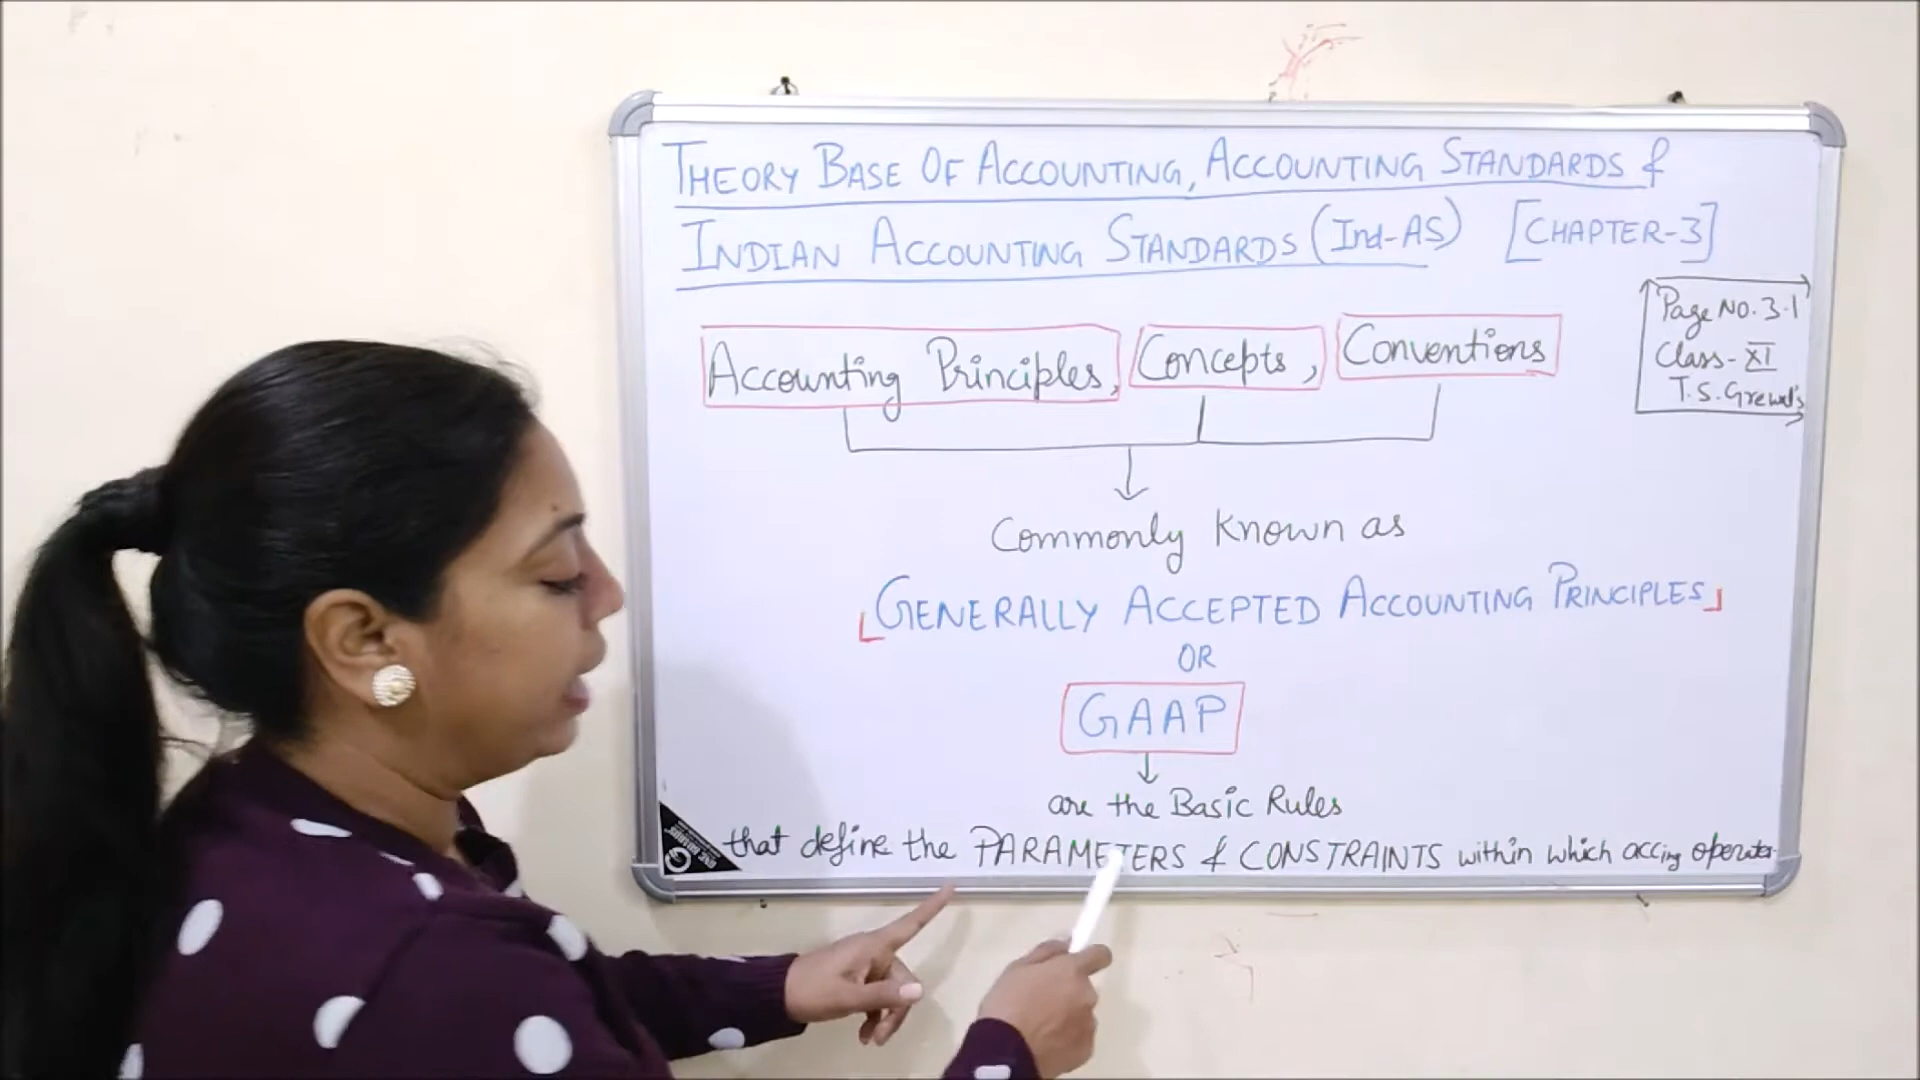 THEORY BASE OF ACCOUNTING, ACCOUNTING STANDARDS &
INDIAN ACCOUNTING STANDARDS (Ind-AS) [CHAPTER-3]
Page No. 3.1
Class - XI
T.S. Grewal's
Accounting Principles, Concepts, Conventions
Commonly Known as
GENERALLY ACCEPTED ACCOUNTING PRINCIPLES
OR
GAAP
are the Basic Rules
that define the PARAMETERS & CONSTRAINTS within which accing operates.